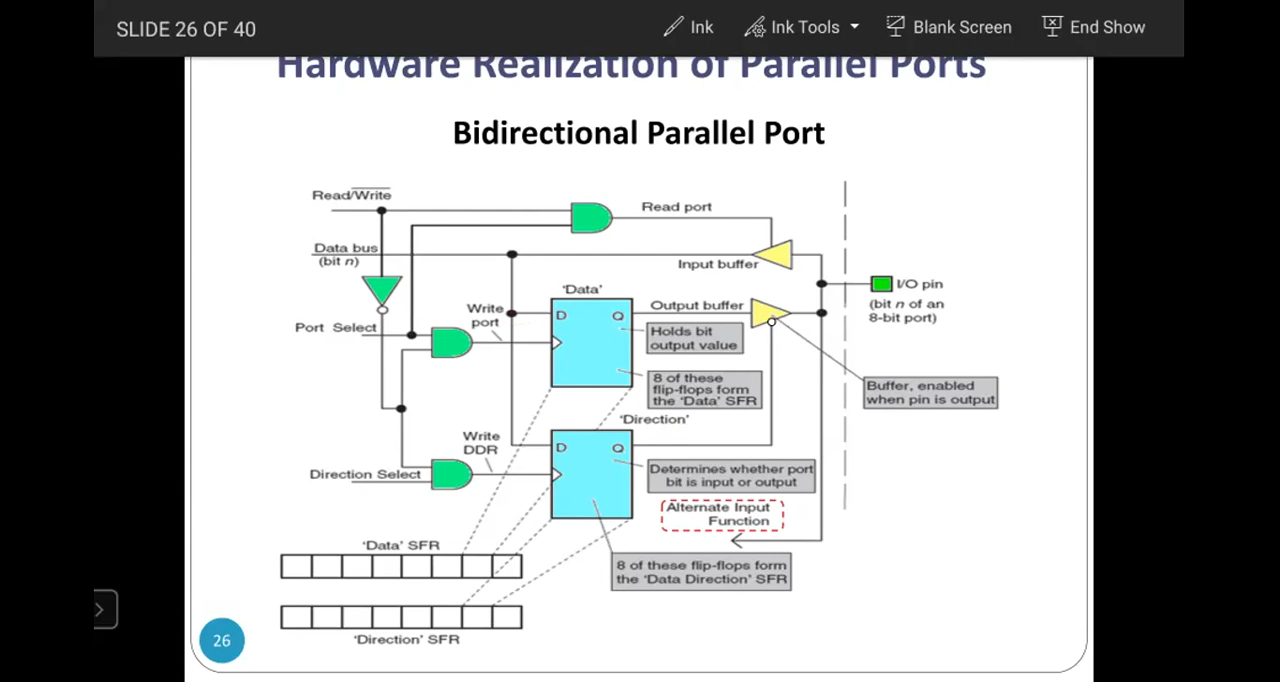 SLIDE 26 OF 40
Ink
Ink Tools
Blank Screen
End Show
Hardware Realization of Parallel Ports
Bidirectional Parallel Port
Read/Write
Read port
Data bus
(bit n)
Input buffer
I/O pin
(bit n of an
8-bit port)
'Data'
Write
port
Output buffer
D
Q
Port Select
Holds bit
output value
8 of these
flip-flops form
the 'Data' SFR
Buffer, enabled
when pin is output
'Direction'
Write
DDR
D
Q
Direction Select
Determines whether port
bit is input or output
Alternate Input
Function
'Data' SFR
8 of these flip-flops form
the 'Data Direction' SFR
'Direction' SFR
26